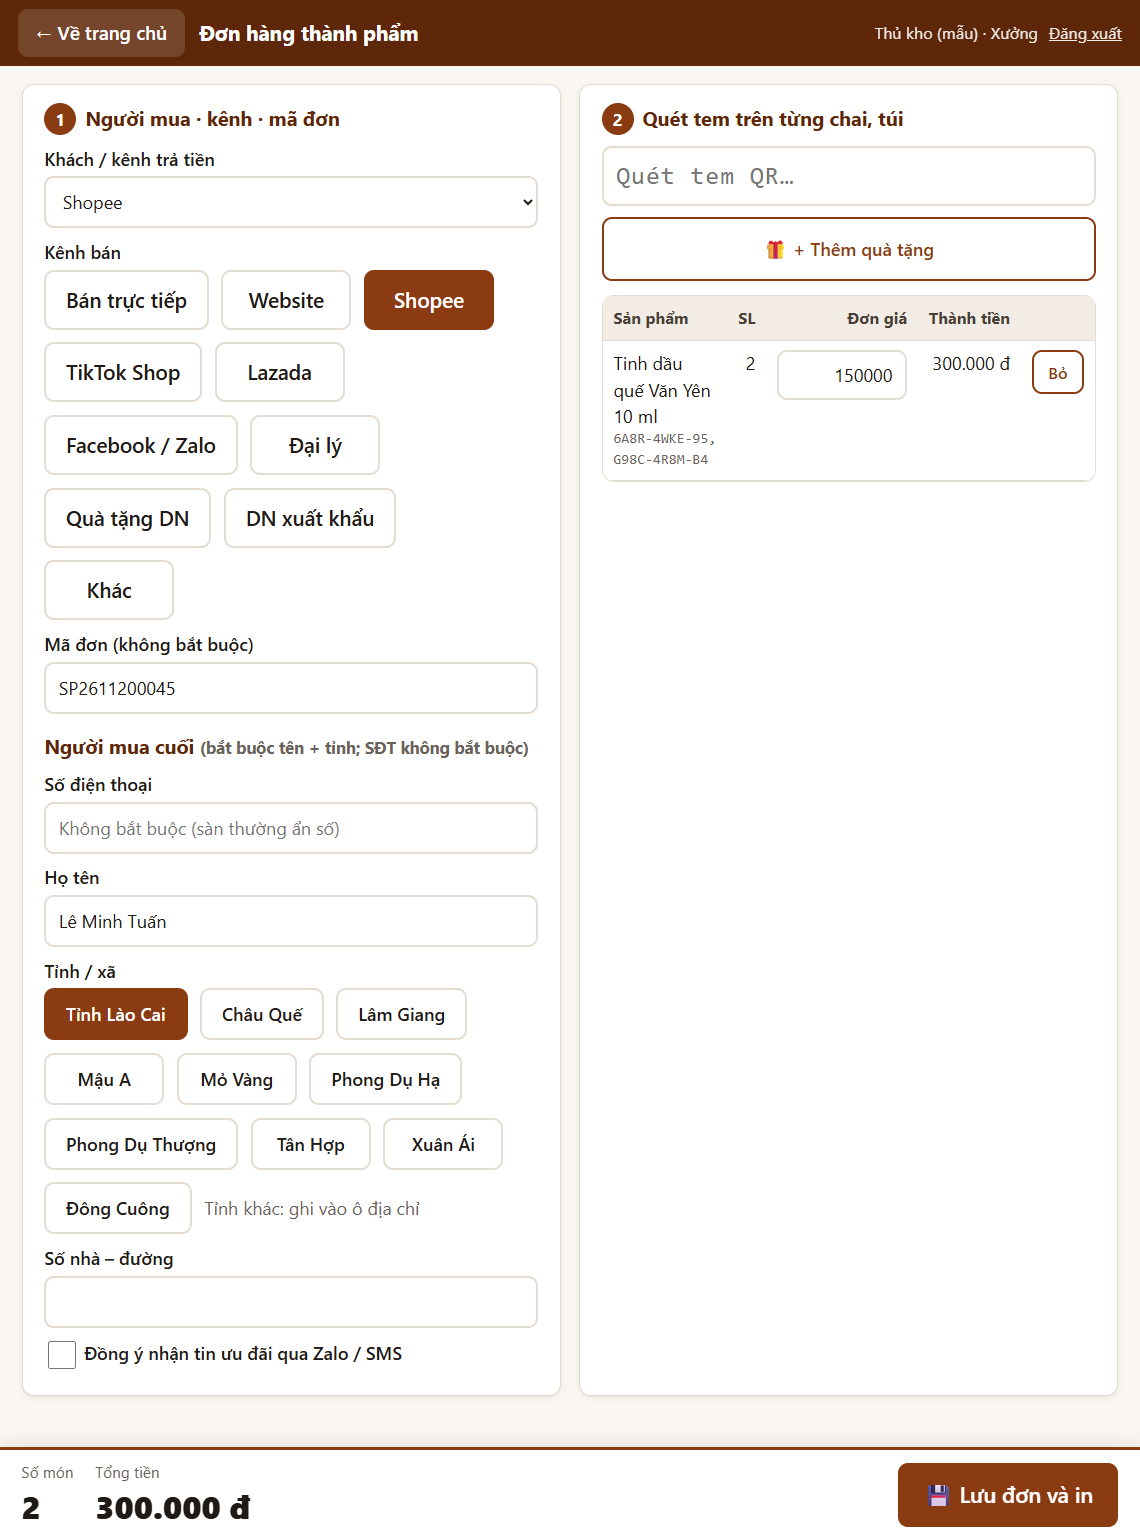 ← Về trang chủ
Đơn hàng thành phẩm
Thủ kho (mẫu) · Xưởng Đăng xuất
1 Người mua · kênh · mã đơn
Khách / kênh trả tiền
Shopee
Kênh bán
Bán trực tiếp
Website
Shopee
TikTok Shop
Lazada
Facebook / Zalo
Đại lý
Quà tặng DN
DN xuất khẩu
Khác
Mã đơn (không bắt buộc)
SP2611200045
Người mua cuối (bắt buộc tên + tỉnh; SĐT không bắt buộc)
Số điện thoại
Không bắt buộc (sàn thường ẩn số)
Họ tên
Lê Minh Tuấn
Tỉnh / xã
Tỉnh Lào Cai
Châu Quế
Lâm Giang
Mậu A
Mỏ Vàng
Phong Dụ Hạ
Phong Dụ Thượng
Tân Hợp
Xuân Ái
Đông Cuông
Tỉnh khác: ghi vào ô địa chỉ
Số nhà – đường
Đồng ý nhận tin ưu đãi qua Zalo / SMS
2 Quét tem trên từng chai, túi
Quét tem QR…
+ Thêm quà tặng
Sản phẩm SL Đơn giá Thành tiền
Tinh dầu quế Văn Yên 10 ml
6A8R-4WKE-95,
G98C-4R8M-B4
2
150000
300.000 đ
Bỏ
Số món
2
Tổng tiền
300.000 đ
Lưu đơn và in